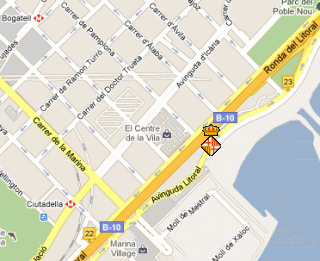 Bogatell
Parc del
Poble Nou
Carrer de Pamplona
Carrer d'Àvila
Carrer d'Àlaba
Avinguda d'Icària
Ronda del Litoral
Pujades
Carrer de Ramon Turró
Carrer del Doctor Trueta
23
B-10
El Centre
de la Vila
Carrer de la Marina
Wellington
Ciutadella
Avinguda Litoral
B-10
22
Moll de Mestral
Moll de Xaloc
Marina
Village